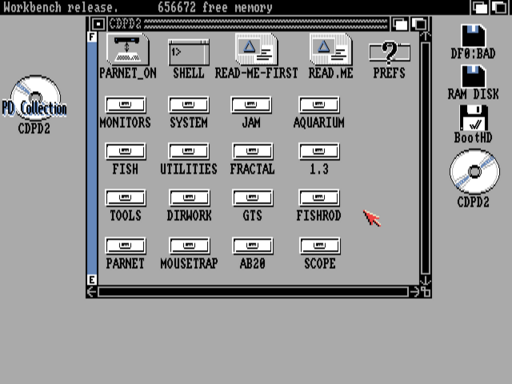 Workbench release. 656672 free memory
CDPD2
F
PARNET_ON SHELL READ-ME-FIRST READ.ME PREFS
MONITORS SYSTEM JAM AQUARIUM
FISH UTILITIES FRACTAL 1.3
TOOLS DIRWORK GTS FISHROD
PARNET MOUSETRAP AB20 SCOPE
E
PD Collection
CDPD2
DF0:BAD
RAM DISK
BootHD
CDPD2